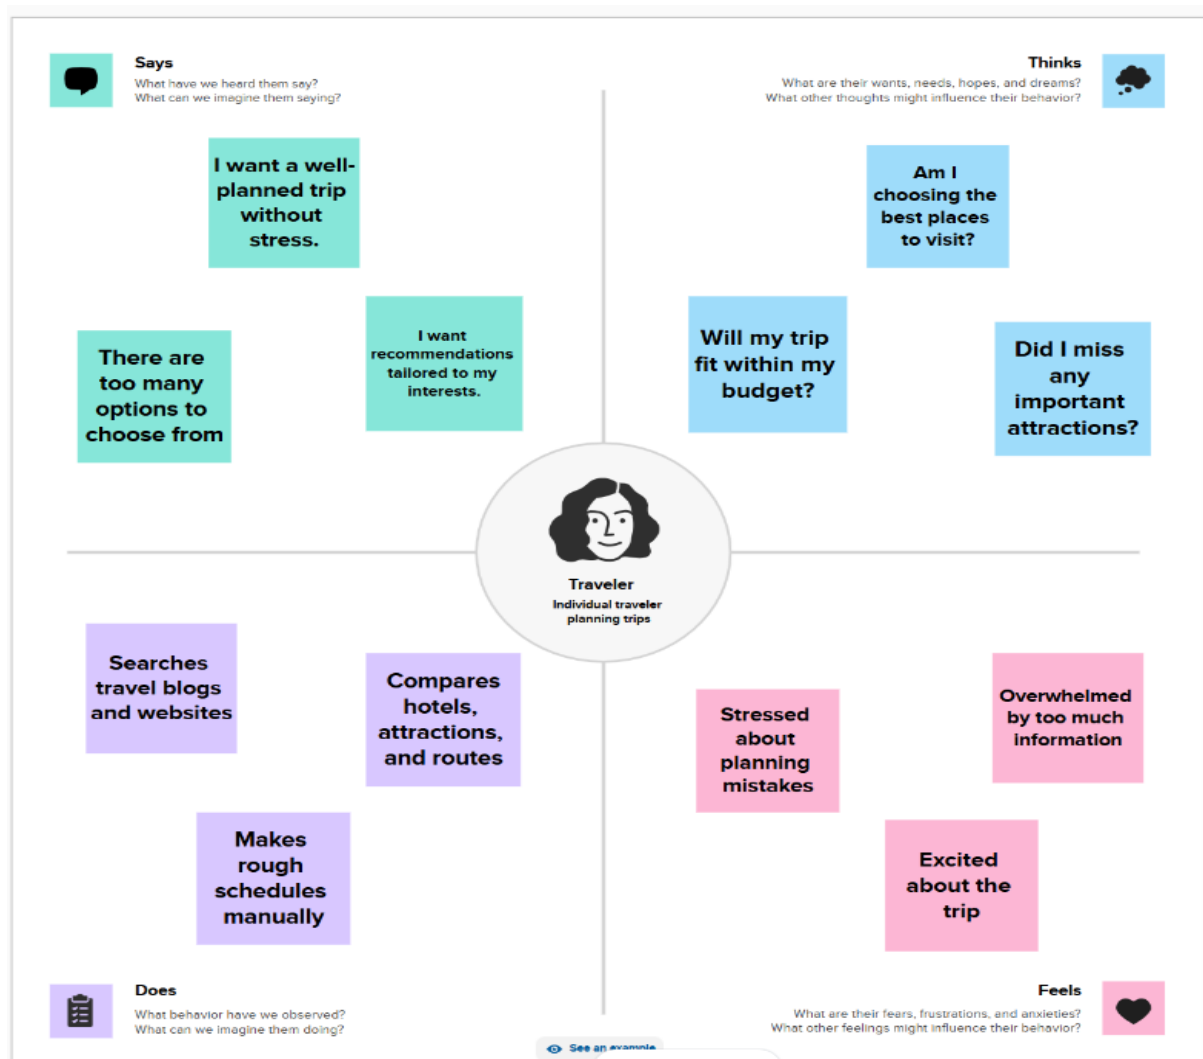 Says
What have we heard them say?
What can we imagine them saying?
I want a well-
planned trip
without
stress.
There are
too many
options to
choose from
I want
recommendations
tailored to my
interests.
Thinks
What are their wants, needs, hopes, and dreams?
What other thoughts might influence their behavior?
Am I
choosing the
best places
to visit?
Will my trip
fit within my
budget?
Did I miss
any
important
attractions?
Traveler
Individual traveler
planning trips
Searches
travel blogs
and websites
Compares
hotels,
attractions,
and routes
Makes
rough
schedules
manually
Does
What behavior have we observed?
What can we imagine them doing?
Stressed
about
planning
mistakes
Overwhelmed
by too much
information
Excited
about the
trip
Feels
What are their fears, frustrations, and anxieties?
What other feelings might influence their behavior?
See an example